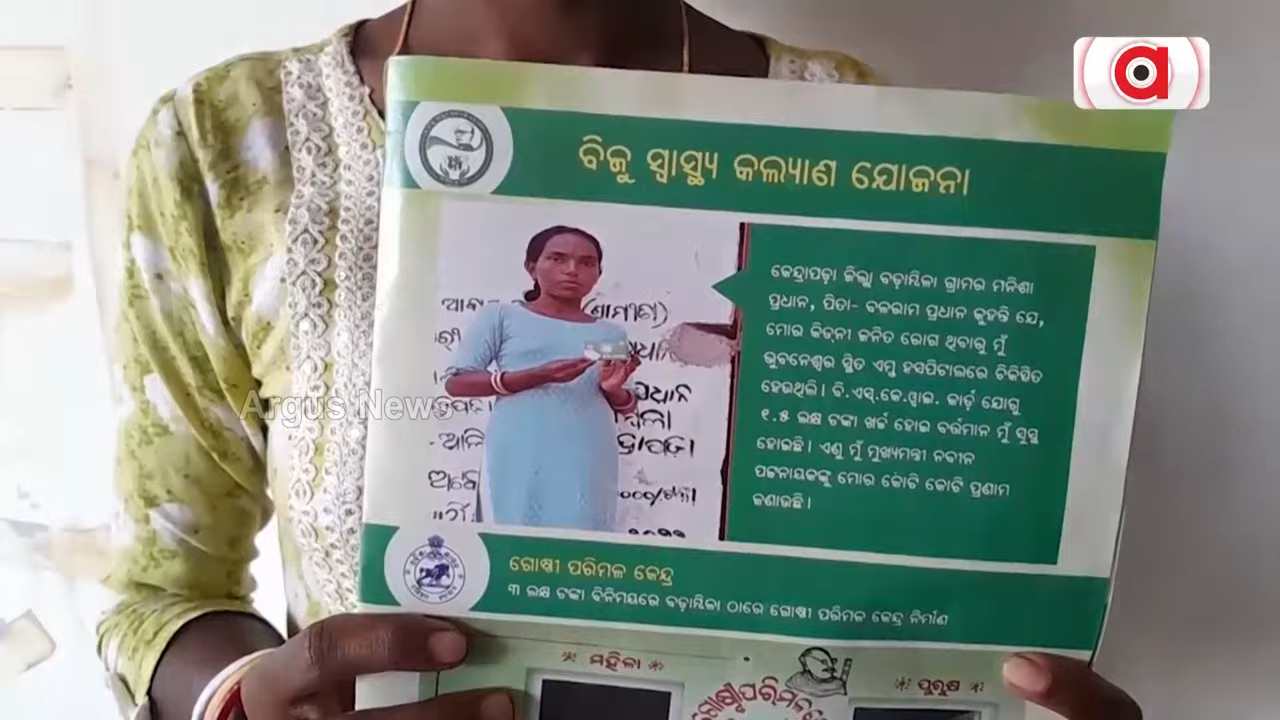 a
ବିଜୁ ସ୍ୱାସ୍ଥ୍ୟ କଲ୍ୟାଣ ଯୋଜନା
କେନ୍ଦ୍ରାପଡ଼ା ଜିଲ୍ଲା ବଡ଼ାୟିଳା ଗ୍ରାମର ମନିଶା
ପ୍ରଧାନ, ପିତା- ବଳରାମ ପ୍ରଧାନ କୁହନ୍ତି ଯେ,
ମୋର କିଡ୍‌ନୀ ଜନିତ ରୋଗ ଥିବାରୁ ମୁଁ
ଭୁବନେଶ୍ୱର ସ୍ଥିତ ଏମ୍ସ ହସପିଟାଲରେ ଚିକିତ୍ସିତ
ହେଉଥିଲି। ବି.ଏସ୍.କେ.ୱାଇ. କାର୍ଡ଼ ଯୋଗୁ
୧.୫ ଲକ୍ଷ ଟଙ୍କା ଖର୍ଚ୍ଚ ହୋଇ ବର୍ତ୍ତମାନ ମୁଁ ସୁସ୍ଥ
ହୋଇଛି। ଏଣୁ ମୁଁ ମୁଖ୍ୟମନ୍ତ୍ରୀ ନବୀନ
ପଟ୍ଟନାୟକଙ୍କୁ ମୋର କୋଟି କୋଟି ପ୍ରଣାମ
ଜଣାଉଛି।
(ଗ୍ରାମୀଣ)
Argus News
ଗୋଷ୍ଠୀ ପରିମଳ କେନ୍ଦ୍ର
୩ ଲକ୍ଷ ଟଙ୍କା ବିନିମୟରେ ବଡ଼ାୟିଳା ଠାରେ ଗୋଷ୍ଠୀ ପରିମଳ କେନ୍ଦ୍ର ନିର୍ମାଣ
ମହିଳା
ପୁରୁଷ